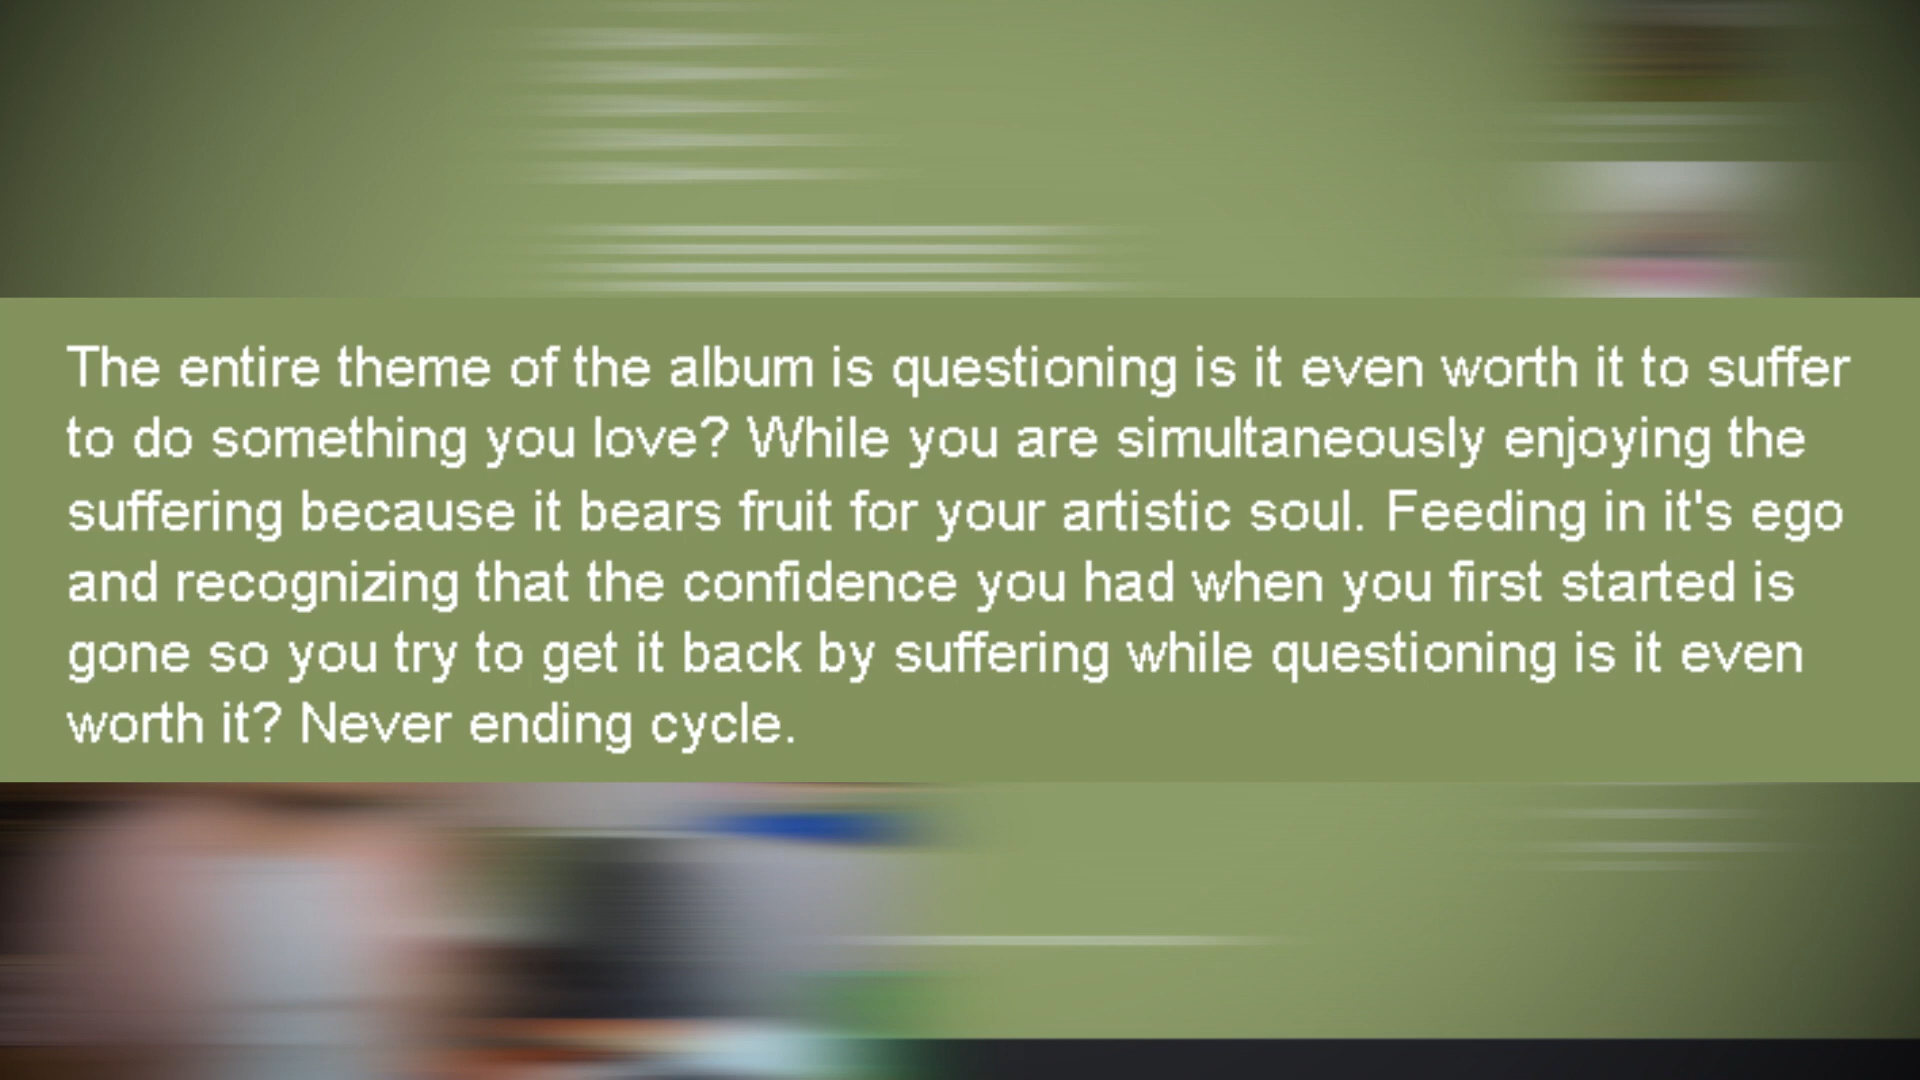 The entire theme of the album is questioning is it even worth it to suffer
to do something you love? While you are simultaneously enjoying the
suffering because it bears fruit for your artistic soul. Feeding in it's ego
and recognizing that the confidence you had when you first started is
gone so you try to get it back by suffering while questioning is it even
worth it? Never ending cycle.